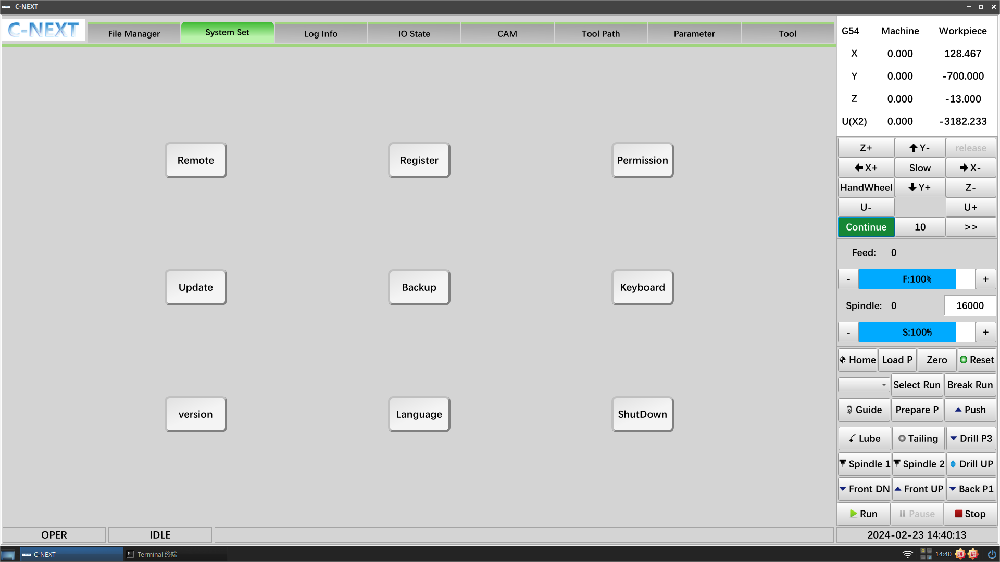 C-NEXT
C-NEXT
File Manager
System Set
Log Info
IO State
CAM
Tool Path
Parameter
Tool
G54 Machine Workpiece
X 0.000 128.467
Y 0.000 -700.000
Z 0.000 -13.000
U(X2) 0.000 -3182.233
Remote
Register
Permission
Update
Backup
Keyboard
version
Language
ShutDown
Z+ Y- release
X+ Slow X-
HandWheel Y+ Z-
U- U+
Continue 10 >>
Feed: 0
- F:100% +
Spindle: 0 16000
- S:100% +
Home Load P Zero Reset
Select Run Break Run
Guide Prepare P Push
Lube Tailing Drill P3
Spindle 1 Spindle 2 Drill UP
Front DN Front UP Back P1
Run Pause Stop
OPER
IDLE
2024-02-23 14:40:13
C-NEXT
Terminal 终端
14:40
拼 拼